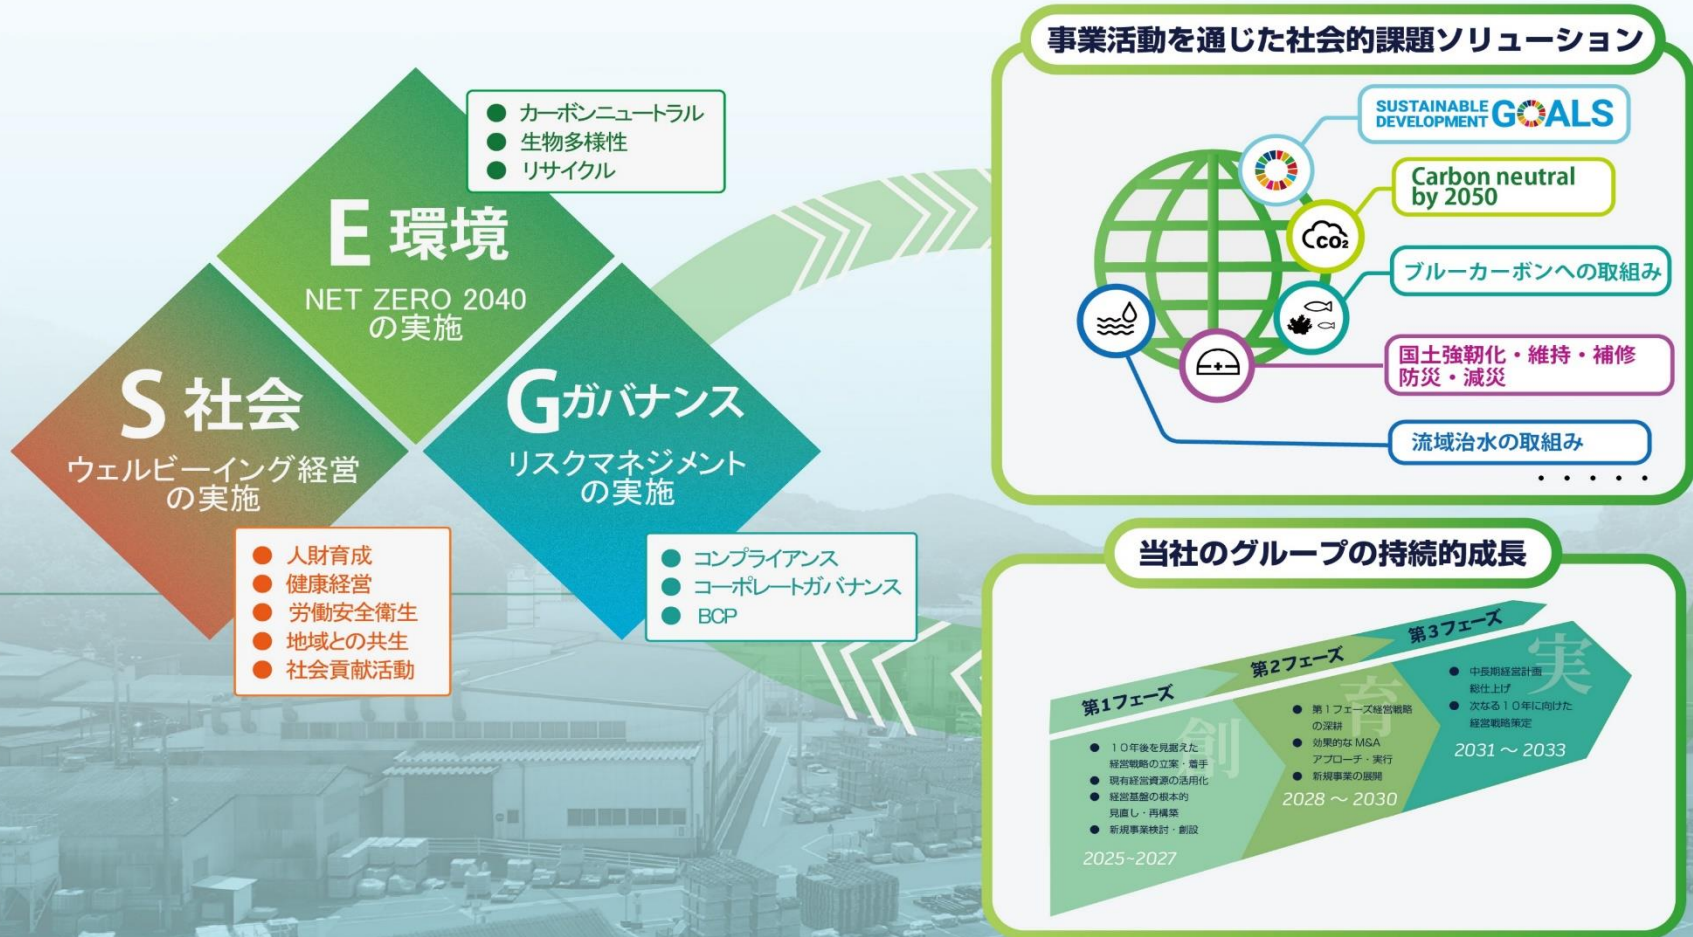 E 環境
NET ZERO 2040
の実施
● カーボンニュートラル
● 生物多様性
● リサイクル
S 社会
ウェルビーイング経営
の実施
● 人財育成
● 健康経営
● 労働安全衛生
● 地域との共生
● 社会貢献活動
Gガバナンス
リスクマネジメント
の実施
● コンプライアンス
● コーポレートガバナンス
● BCP
事業活動を通じた社会的課題ソリューション
SUSTAINABLE
DEVELOPMENT GOALS
Carbon neutral
by 2050
CO₂
ブルーカーボンへの取組み
国土強靭化・維持・補修
防災・減災
流域治水の取組み
・・・・・
当社のグループの持続的成長
第1フェーズ
創
● 10年後を見据えた
経営戦略の立案・着手
● 現有経営資源の活用化
● 経営基盤の根本的
見直し・再構築
● 新規事業検討・創設
2025~2027
第2フェーズ
育
● 第1フェーズ経営戦略
の深耕
● 効果的な M&A
アプローチ・実行
● 新規事業の展開
2028 ～ 2030
第3フェーズ
実
● 中長期経営計画
総仕上げ
● 次なる10年に向けた
経営戦略策定
2031 ～ 2033